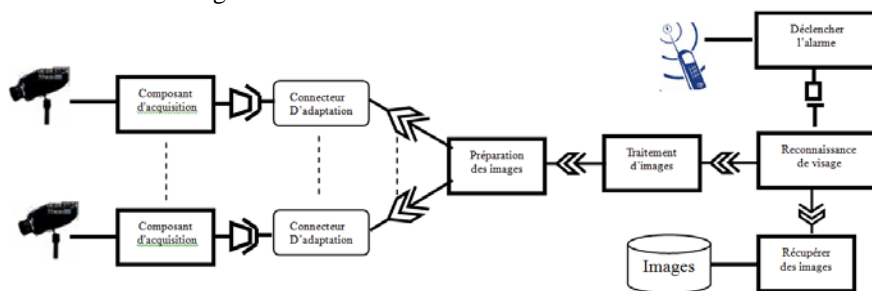 Déclencher
l'alarme
Composant
d'acquisition
Connecteur
D'adaptation
Préparation
des images
Traitement
d'images
Reconnaissance
de visage
Composant
d'acquisition
Connecteur
D'adaptation
Images
Récupérer
des images